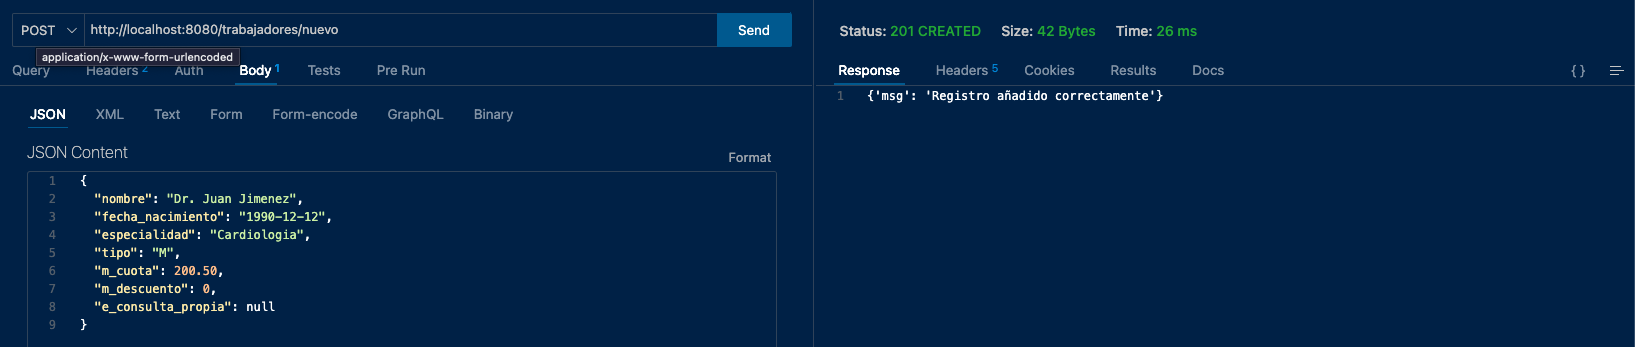 POST http://localhost:8080/trabajadores/nuevo Send
application/x-www-form-urlencoded
Query Headers 2 Auth Body 1 Tests Pre Run
JSON XML Text Form Form-encode GraphQL Binary
JSON Content
Format
1 {
2 "nombre": "Dr. Juan Jimenez",
3 "fecha_nacimiento": "1990-12-12",
4 "especialidad": "Cardiologia",
5 "tipo": "M",
6 "m_cuota": 200.50,
7 "m_descuento": 0,
8 "e_consulta_propia": null
9 }
Status: 201 CREATED Size: 42 Bytes Time: 26 ms
Response Headers 5 Cookies Results Docs {}
1 {'msg': 'Registro añadido correctamente'}